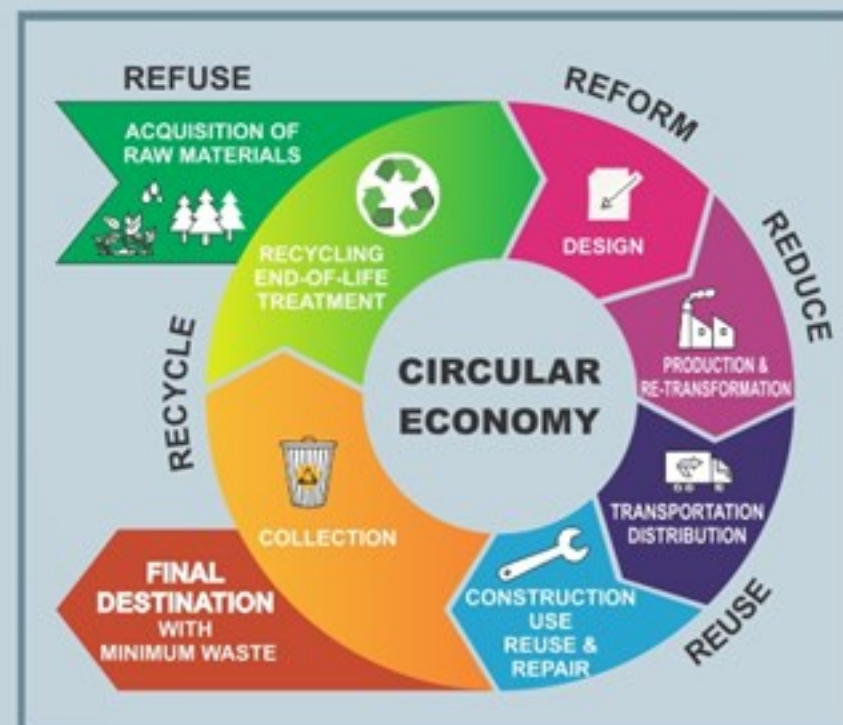 REFUSE
ACQUISITION OF
RAW MATERIALS
REFORM
DESIGN
REDUCE
PRODUCTION &
RE-TRANSFORMATION
TRANSPORTATION
DISTRIBUTION
REUSE
CONSTRUCTION
USE
REUSE &
REPAIR
COLLECTION
FINAL
DESTINATION
WITH
MINIMUM WASTE
RECYCLE
RECYCLING
END-OF-LIFE
TREATMENT
CIRCULAR
ECONOMY